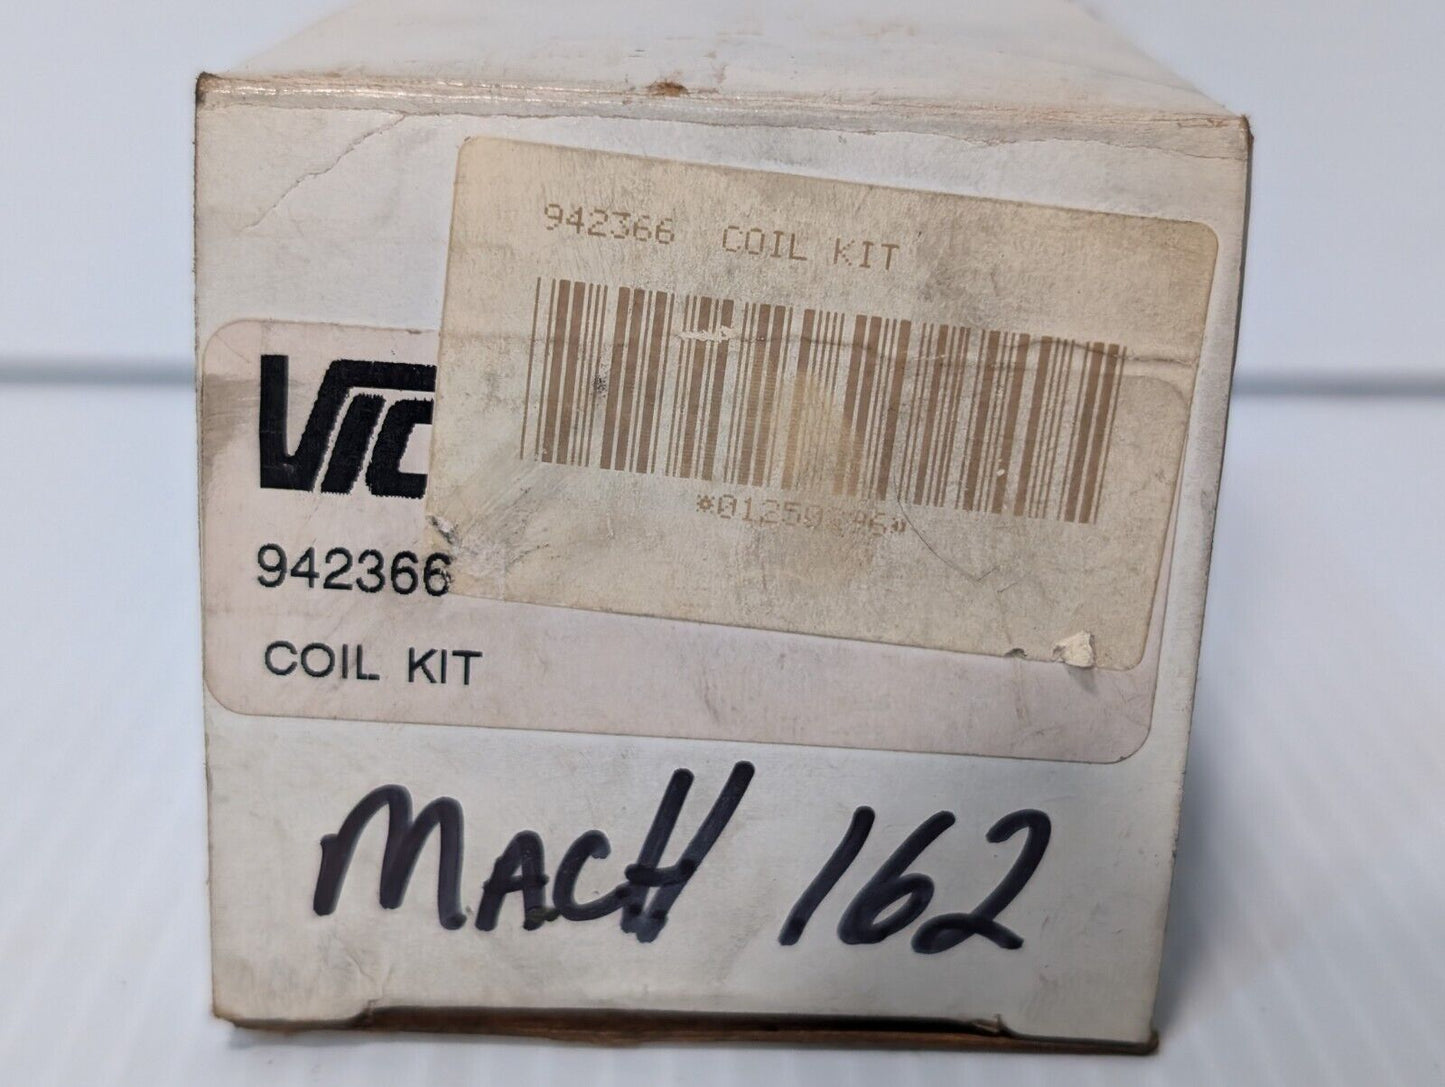 942366 COIL KIT
VIC
942366
COIL KIT
MACH 162